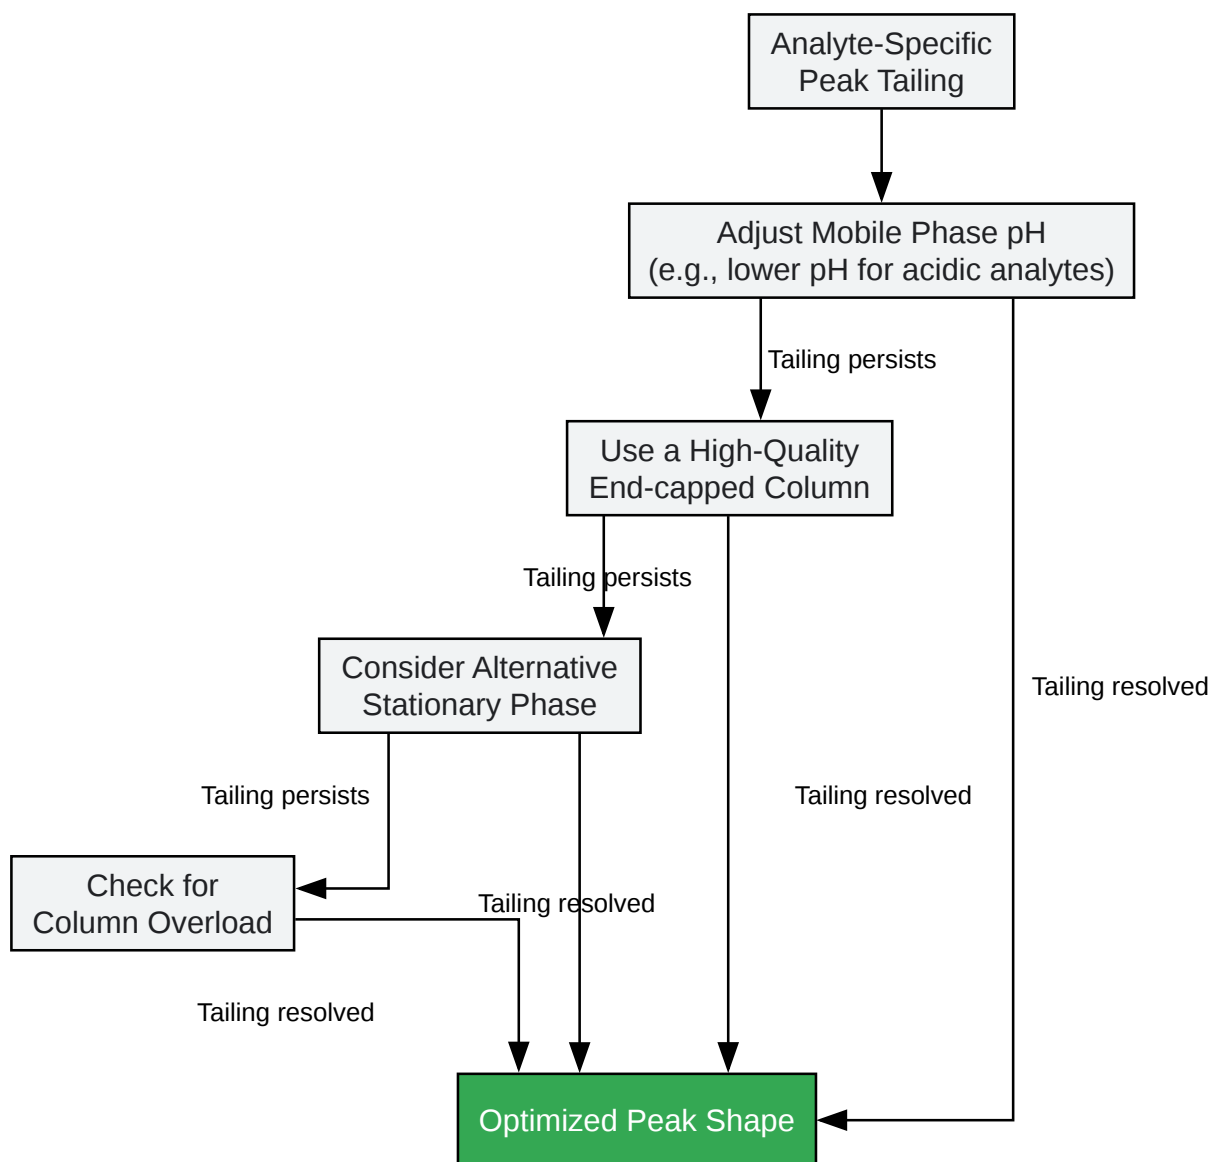 Analyte-Specific
Peak Tailing
Adjust Mobile Phase pH
(e.g., lower pH for acidic analytes)
Tailing persists
Use a High-Quality
End-capped Column
Tailing persists
Consider Alternative
Stationary Phase
Tailing resolved
Tailing persists
Tailing resolved
Check for
Column Overload
Tailing resolved
Tailing resolved
Optimized Peak Shape